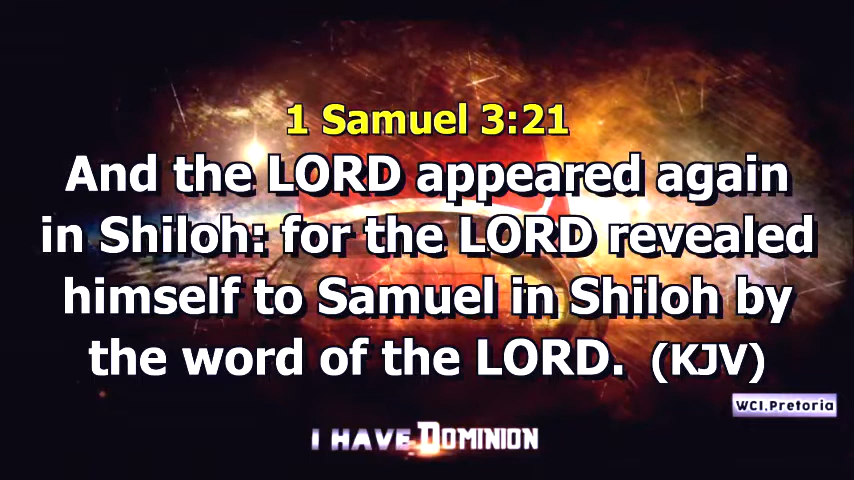 1 Samuel 3:21
And the LORD appeared again
in Shiloh: for the LORD revealed
himself to Samuel in Shiloh by
the word of the LORD. (KJV)
WCI.Pretoria
I HAVE DOMINION